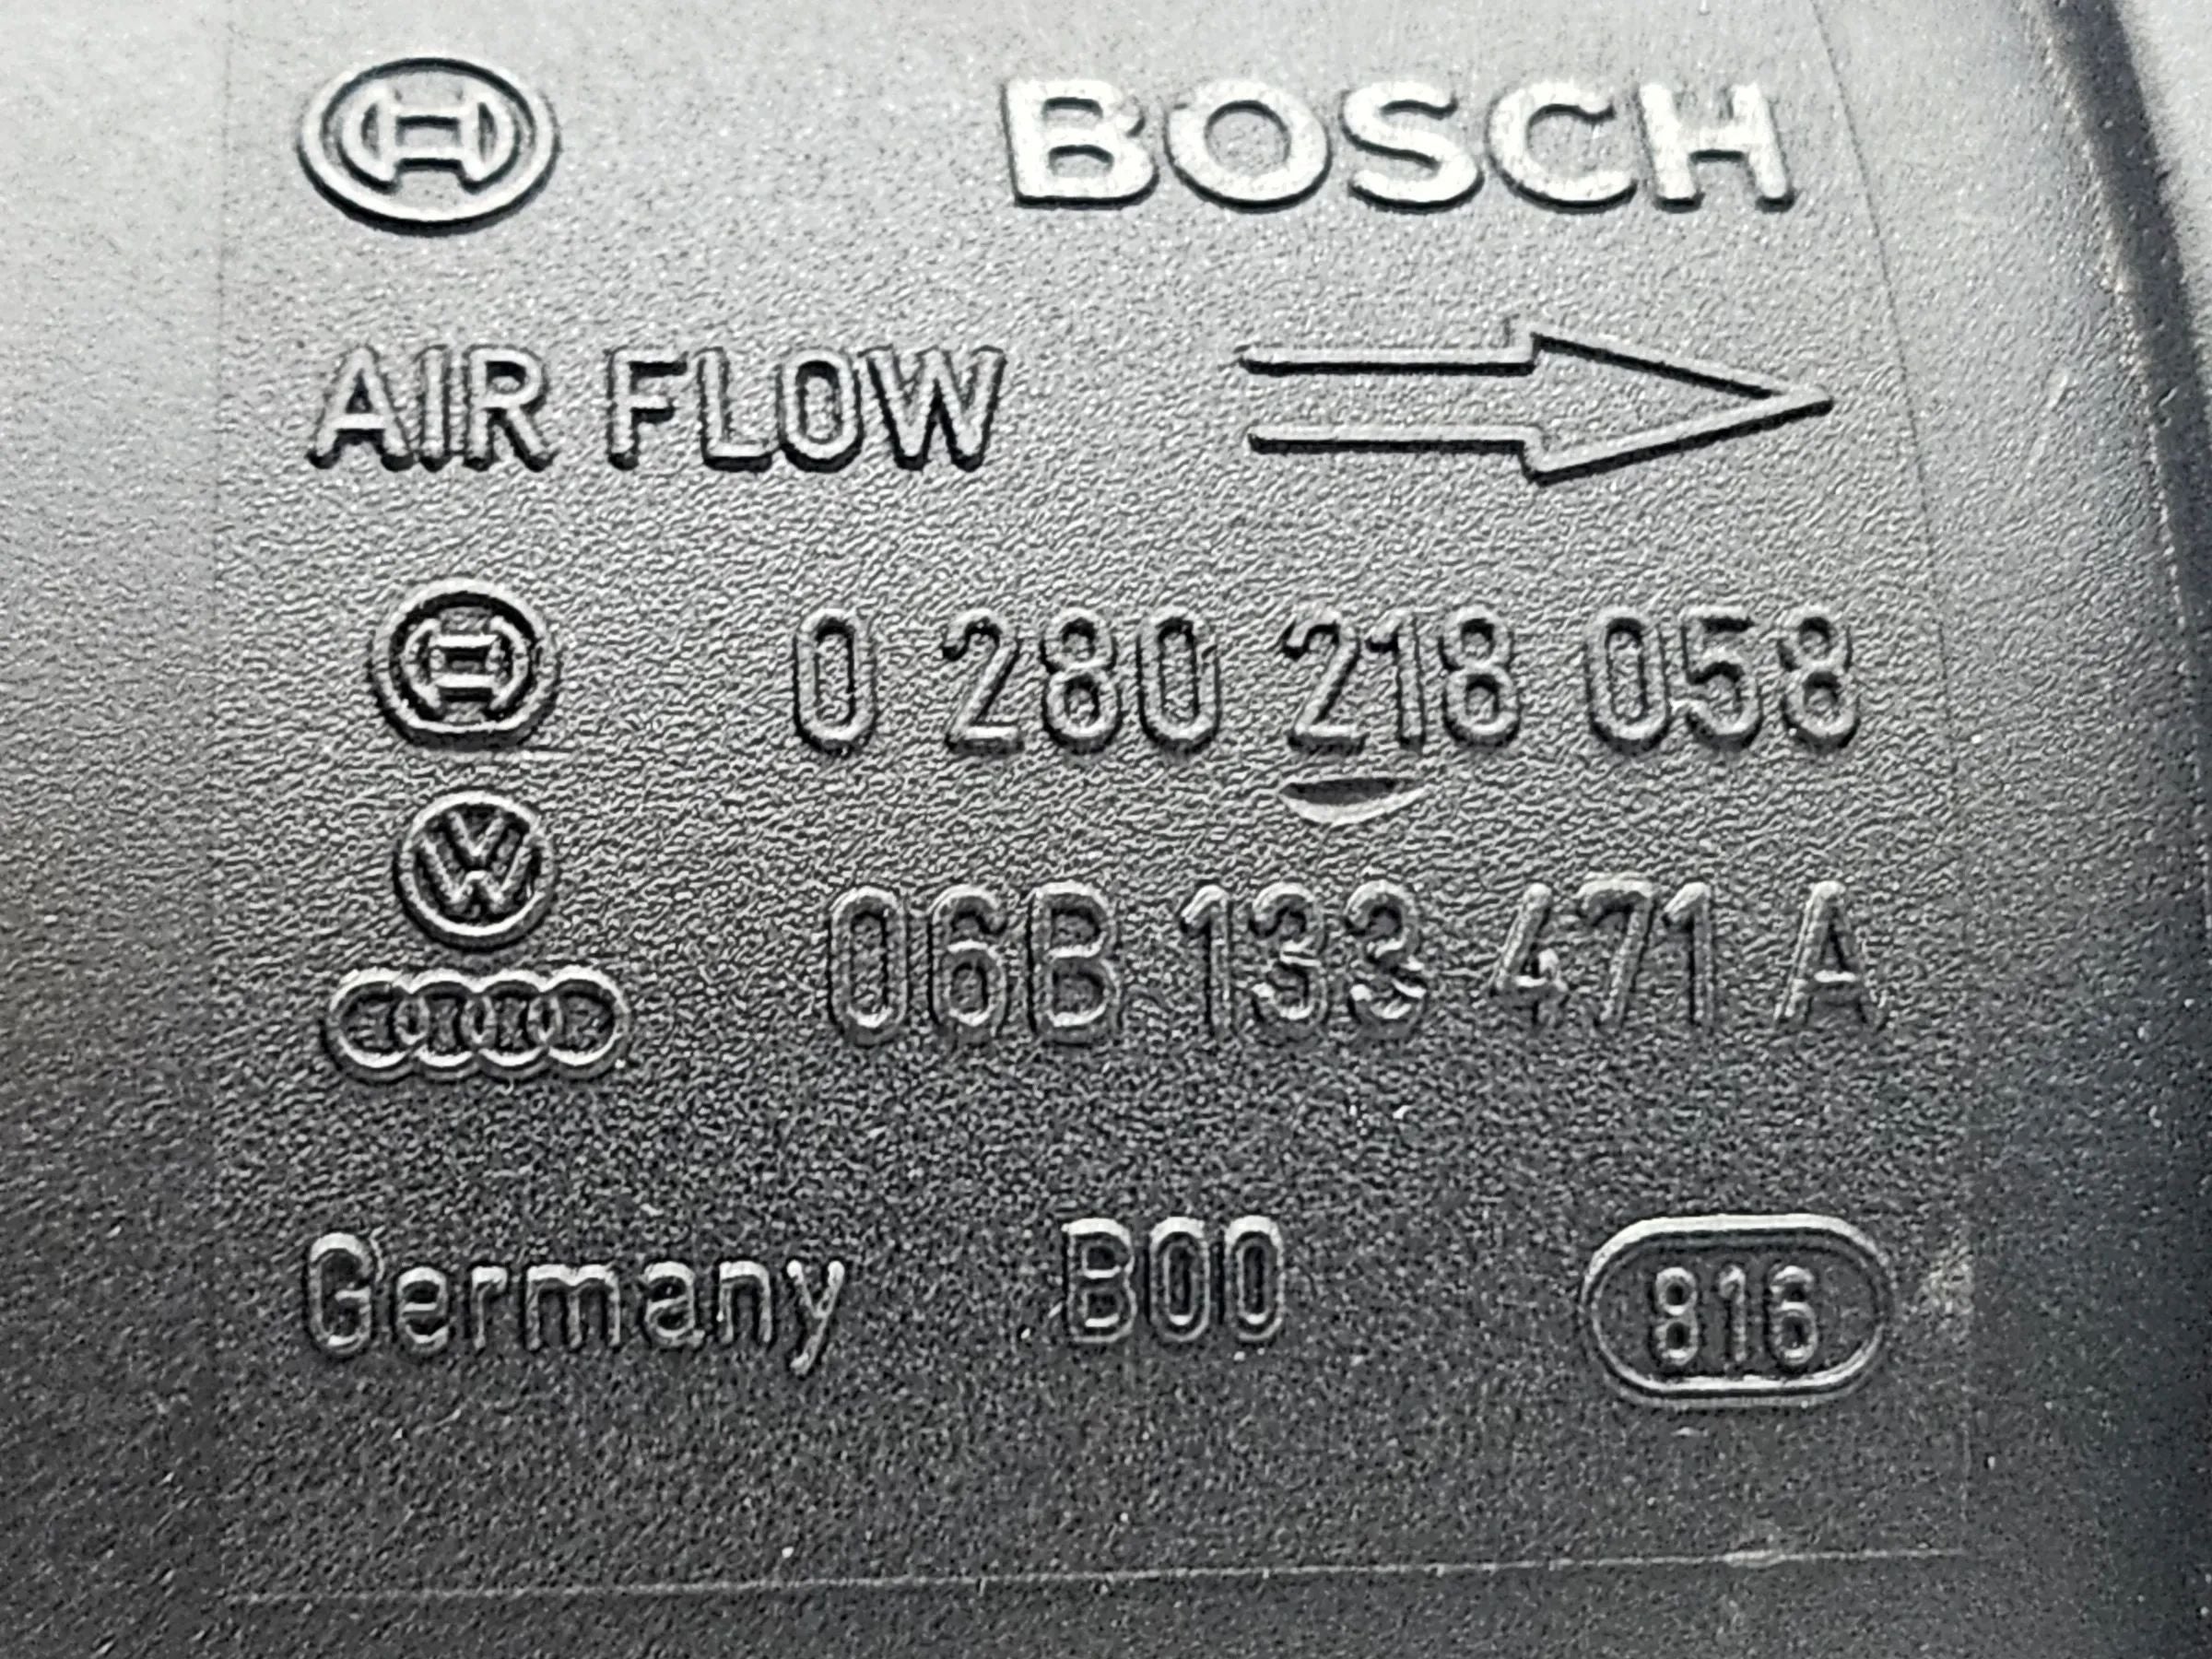 BOSCH
AIR FLOW
0 280 218 058
06B 133 471 A
Germany B00 816